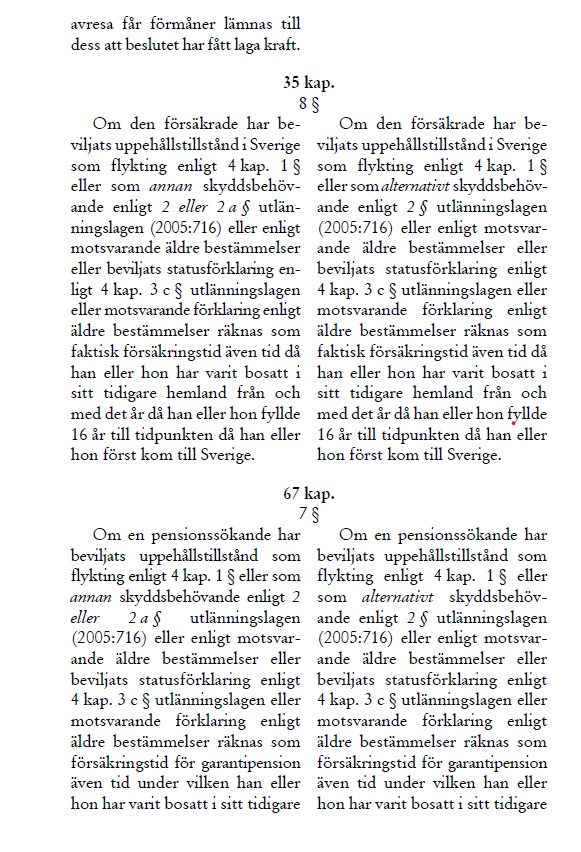 avresa får förmåner lämnas till
dess att beslutet har fått laga kraft.
35 kap.
8 §
Om den försäkrade har be-
viljats uppehållstillstånd i Sverige
som flykting enligt 4 kap. 1 §
eller som annan skyddsbehöv-
ande enligt 2 eller 2 a § utlän-
ningslagen (2005:716) eller enligt
motsvarande äldre bestämmelser
eller beviljats statusförklaring en-
ligt 4 kap. 3 c § utlänningslagen
eller motsvarande förklaring enligt
äldre bestämmelser räknas som
faktisk försäkringstid även tid då
han eller hon har varit bosatt i
sitt tidigare hemland från och
med det år då han eller hon fyllde
16 år till tidpunkten då han eller
hon först kom till Sverige.
Om den försäkrade har be-
viljats uppehållstillstånd i Sverige
som flykting enligt 4 kap. 1 §
eller som alternativt skyddsbehöv-
ande enligt 2 § utlänningslagen
(2005:716) eller enligt motsvar-
ande äldre bestämmelser eller
beviljats statusförklaring enligt
4 kap. 3 c § utlänningslagen eller
motsvarande förklaring enligt
äldre bestämmelser räknas som
faktisk försäkringstid även tid då
han eller hon har varit bosatt i
sitt tidigare hemland från och
med det år då han eller hon fyllde
16 år till tidpunkten då han eller
hon först kom till Sverige.
67 kap.
7 §
Om en pensionssökande har
beviljats uppehållstillstånd som
flykting enligt 4 kap. 1 § eller som
annan skyddsbehövande enligt 2
eller 2 a § utlänningslagen
(2005:716) eller enligt motsvar-
ande äldre bestämmelser eller
beviljats statusförklaring enligt
4 kap. 3 c § utlänningslagen eller
motsvarande förklaring enligt
äldre bestämmelser räknas som
försäkringstid för garantipension
även tid under vilken han eller
hon har varit bosatt i sitt tidigare
Om en pensionssökande har
beviljats uppehållstillstånd som
flykting enligt 4 kap. 1 § eller
som alternativt skyddsbehöv-
ande enligt 2 § utlänningslagen
(2005:716) eller enligt motsvar-
ande äldre bestämmelser eller
beviljats statusförklaring enligt
4 kap. 3 c § utlänningslagen eller
motsvarande förklaring enligt
äldre bestämmelser räknas som
försäkringstid för garantipension
även tid under vilken han eller
hon har varit bosatt i sitt tidigare